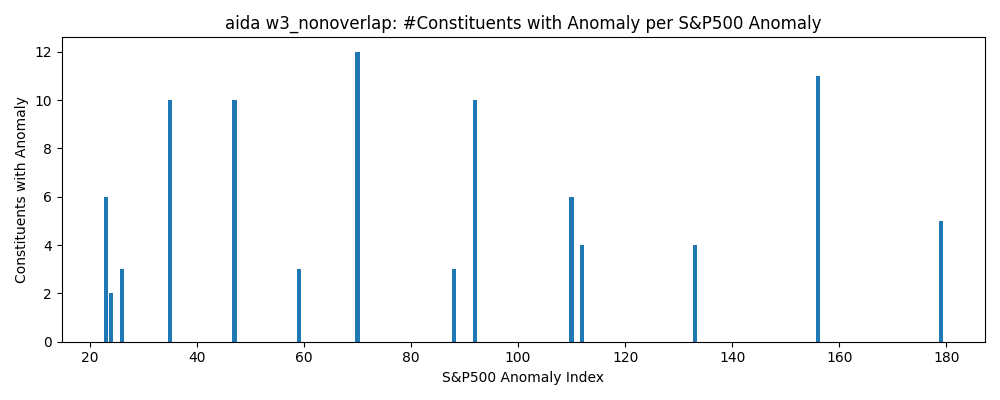 aida w3_nonoverlap: #Constituents with Anomaly per S&P500 Anomaly
Constituents with Anomaly
12
10
8
6
4
2
0
20 40 60 80 100 120 140 160 180
S&P500 Anomaly Index